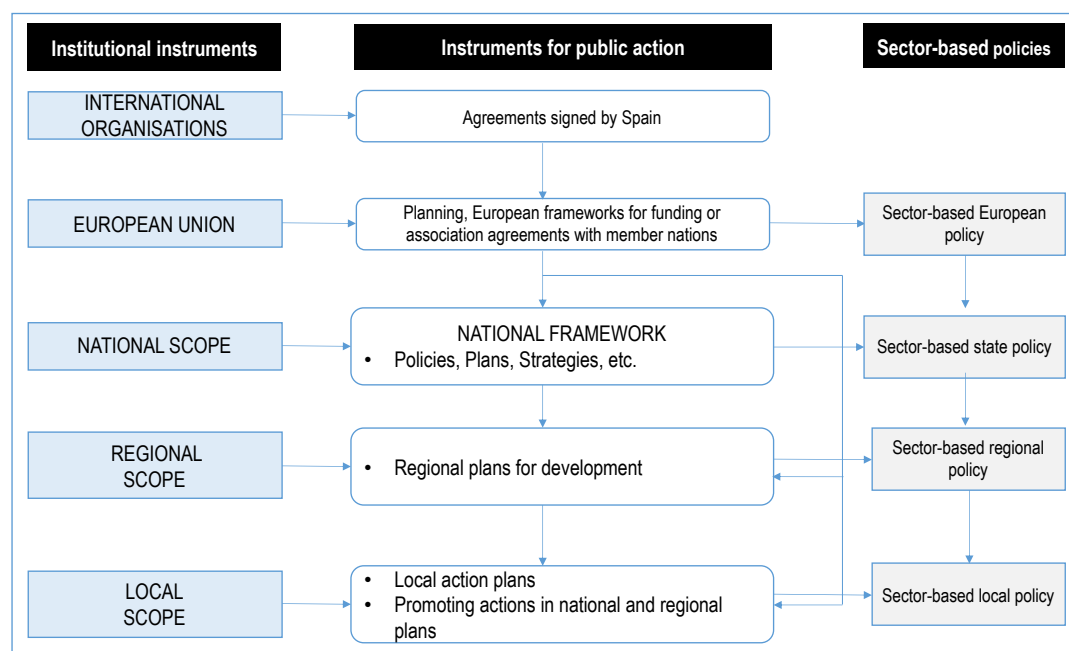 Institutional instruments
Instruments for public action
Sector-based policies
INTERNATIONAL
ORGANISATIONS
Agreements signed by Spain
EUROPEAN UNION
Planning, European frameworks for funding or
association agreements with member nations
Sector-based European
policy
NATIONAL SCOPE
NATIONAL FRAMEWORK
• Policies, Plans, Strategies, etc.
Sector-based state policy
REGIONAL
SCOPE
• Regional plans for development
Sector-based regional
policy
LOCAL
SCOPE
• Local action plans
• Promoting actions in national and regional
plans
Sector-based local policy